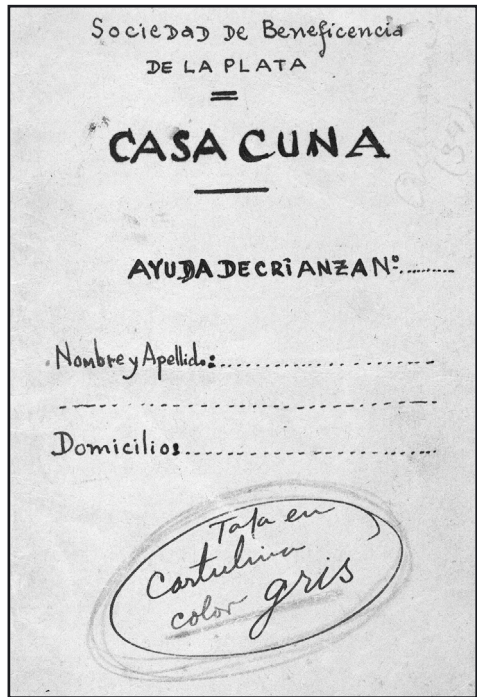 Sociedad de Beneficencia
DE LA PLATA
CASA CUNA
AYUDA DE CRIANZA Nº..........
Nombre y Apellido:............................
............................................
Domicilios................................
Tapa en
Cartulina
color gris